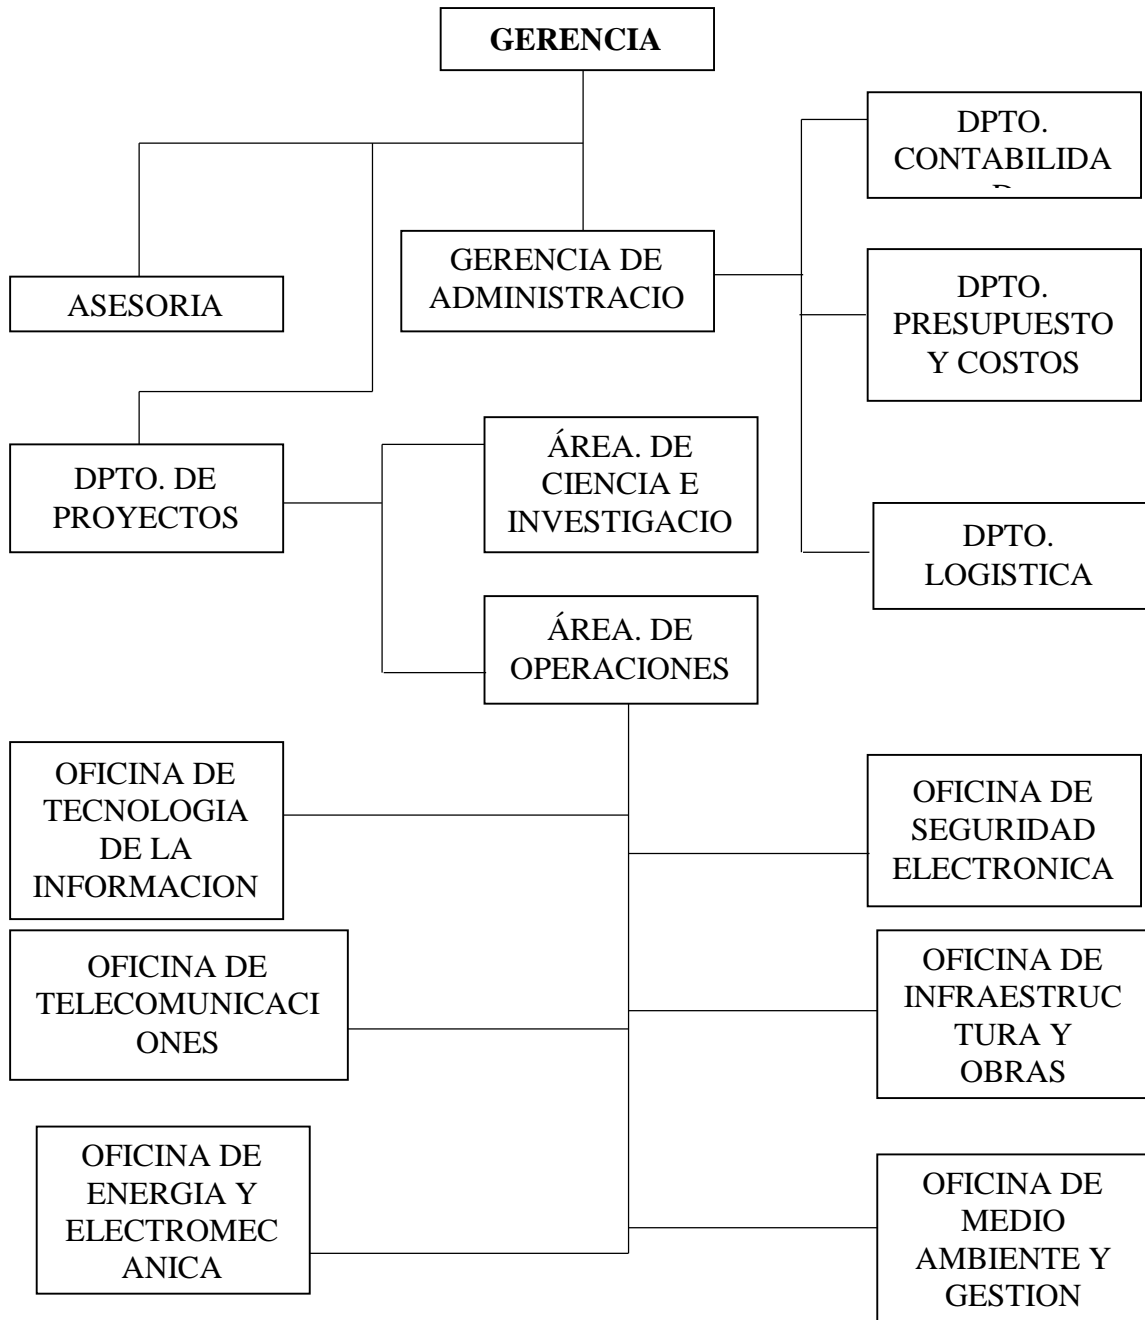 GERENCIA
DPTO.
CONTABILIDA
GERENCIA DE
ADMINISTRACIO
ASESORIA
DPTO.
PRESUPUESTO
Y COSTOS
DPTO. DE
PROYECTOS
ÁREA. DE
CIENCIA E
INVESTIGACIO
DPTO.
LOGISTICA
ÁREA. DE
OPERACIONES
OFICINA DE
TECNOLOGIA
DE LA
INFORMACION
OFICINA DE
SEGURIDAD
ELECTRONICA
OFICINA DE
TELECOMUNICACI
ONES
OFICINA DE
INFRAESTRUC
TURA Y
OBRAS
OFICINA DE
ENERGIA Y
ELECTROMEC
ANICA
OFICINA DE
MEDIO
AMBIENTE Y
GESTION